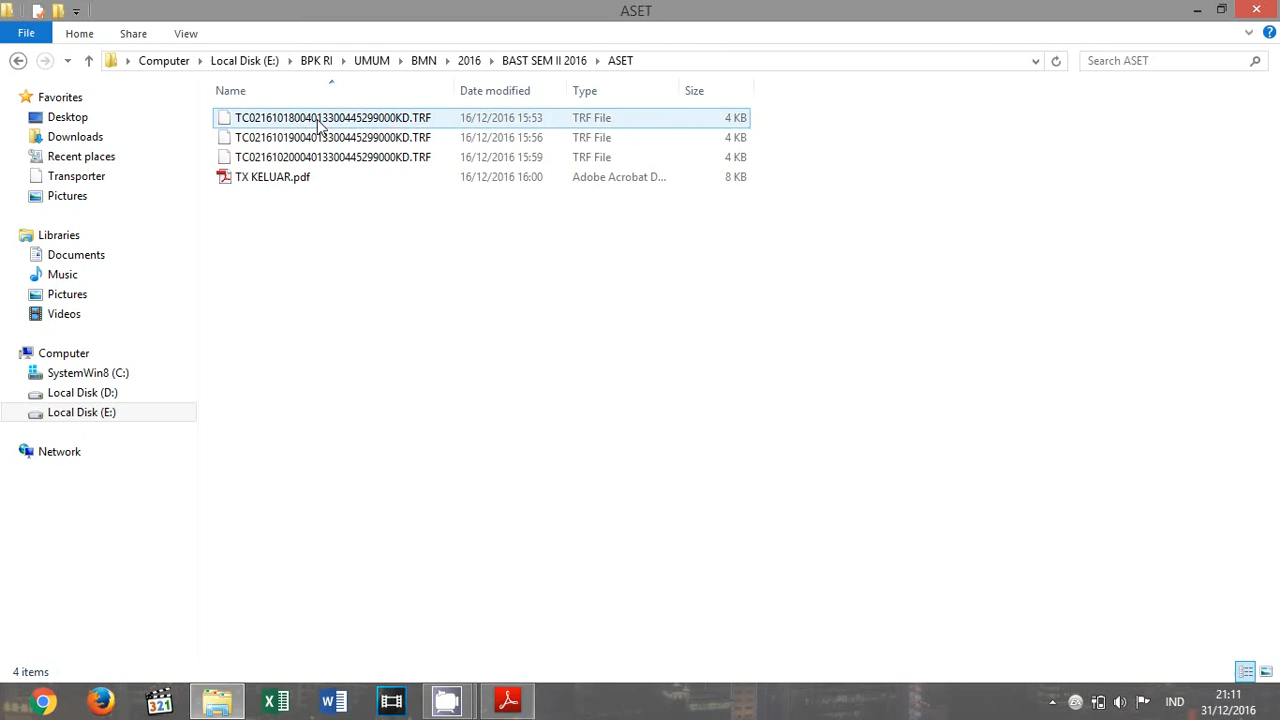 ASET
File Home Share View
Computer Local Disk (E:) BPK RI UMUM BMN 2016 BAST SEM II 2016 ASET Search ASET
Name Date modified Type Size
Favorites
Desktop
Downloads
Recent places
Transporter
Pictures
Libraries
Documents
Music
Pictures
Videos
Computer
SystemWin8 (C:)
Local Disk (D:)
Local Disk (E:)
Network
TC02161018004013300445299000KD.TRF 16/12/2016 15:53 TRF File 4 KB
TC02161019004013300445299000KD.TRF 16/12/2016 15:56 TRF File 4 KB
TC02161020004013300445299000KD.TRF 16/12/2016 15:59 TRF File 4 KB
TX KELUAR.pdf 16/12/2016 16:00 Adobe Acrobat D... 8 KB
4 items
321
IND
21:11
31/12/2016